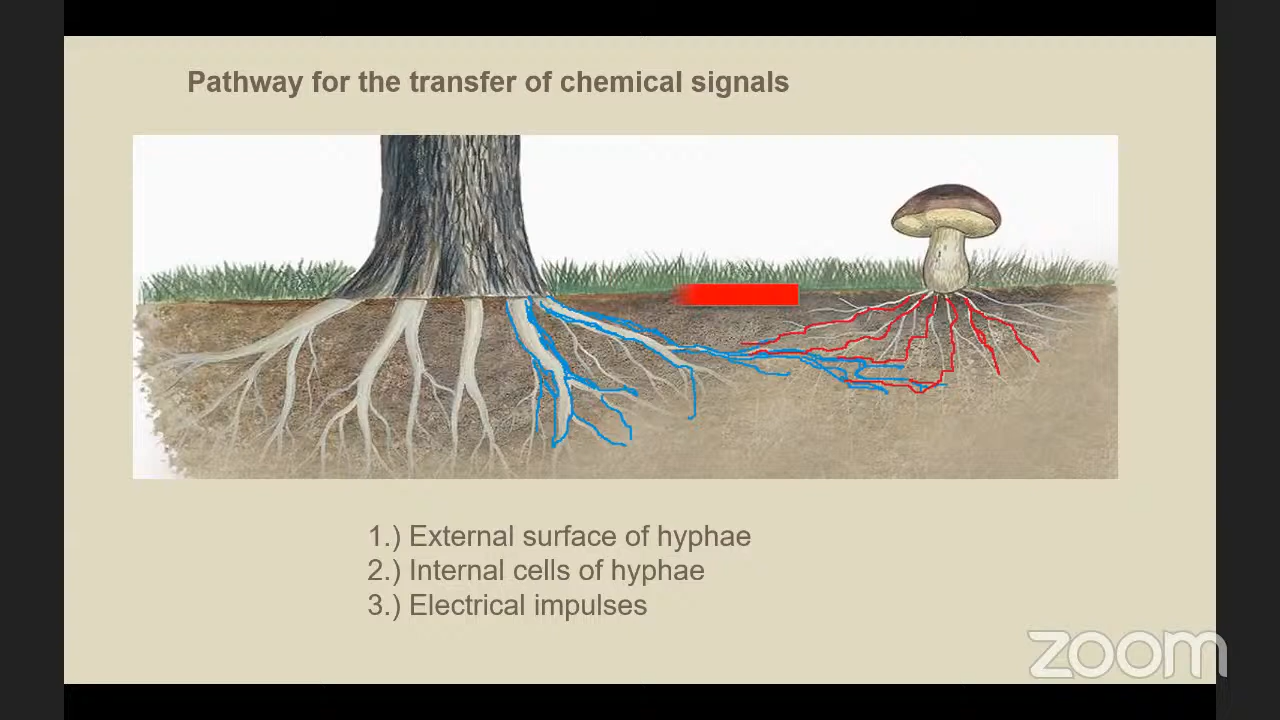 Pathway for the transfer of chemical signals
1.) External surface of hyphae
2.) Internal cells of hyphae
3.) Electrical impulses
zoom